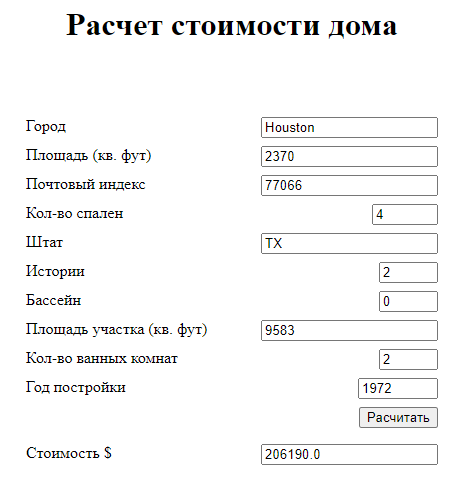 Расчет стоимости дома
Город Houston
Площадь (кв. фут) 2370
Почтовый индекс 77066
Кол-во спален 4
Штат TX
Истории 2
Бассейн 0
Площадь участка (кв. фут) 9583
Кол-во ванных комнат 2
Год постройки 1972
Расчитать
Стоимость $ 206190.0